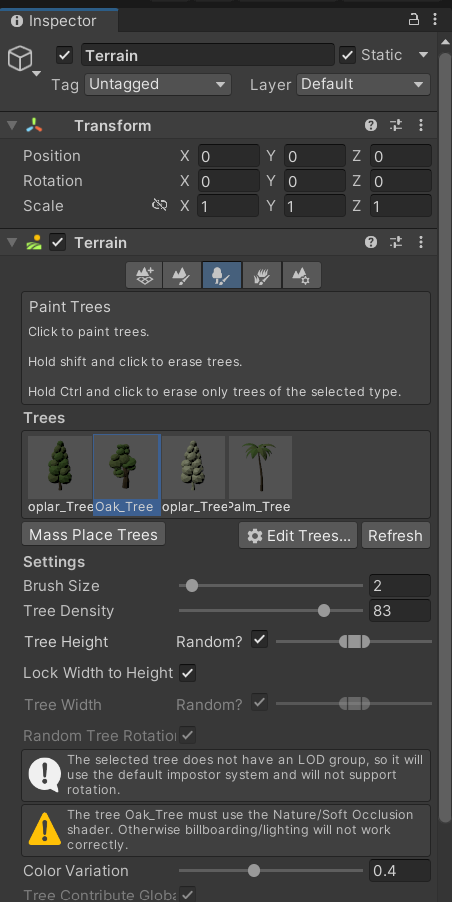 Inspector
Terrain
Static
Tag Untagged Layer Default
Transform
Position X 0 Y 0 Z 0
Rotation X 0 Y 0 Z 0
Scale X 1 Y 1 Z 1
Terrain
Paint Trees
Click to paint trees.
Hold shift and click to erase trees.
Hold Ctrl and click to erase only trees of the selected type.
Trees
oplar_Tree Oak_Tree oplar_Tree Palm_Tree
Mass Place Trees Edit Trees... Refresh
Settings
Brush Size 2
Tree Density 83
Tree Height Random?
Lock Width to Height
Tree Width Random?
Random Tree Rotation
The selected tree does not have an LOD group, so it will
use the default impostor system and will not support
rotation.
The tree Oak_Tree must use the Nature/Soft Occlusion
shader. Otherwise billboarding/lighting will not work
correctly.
Color Variation 0.4
Tree Contribute Globa